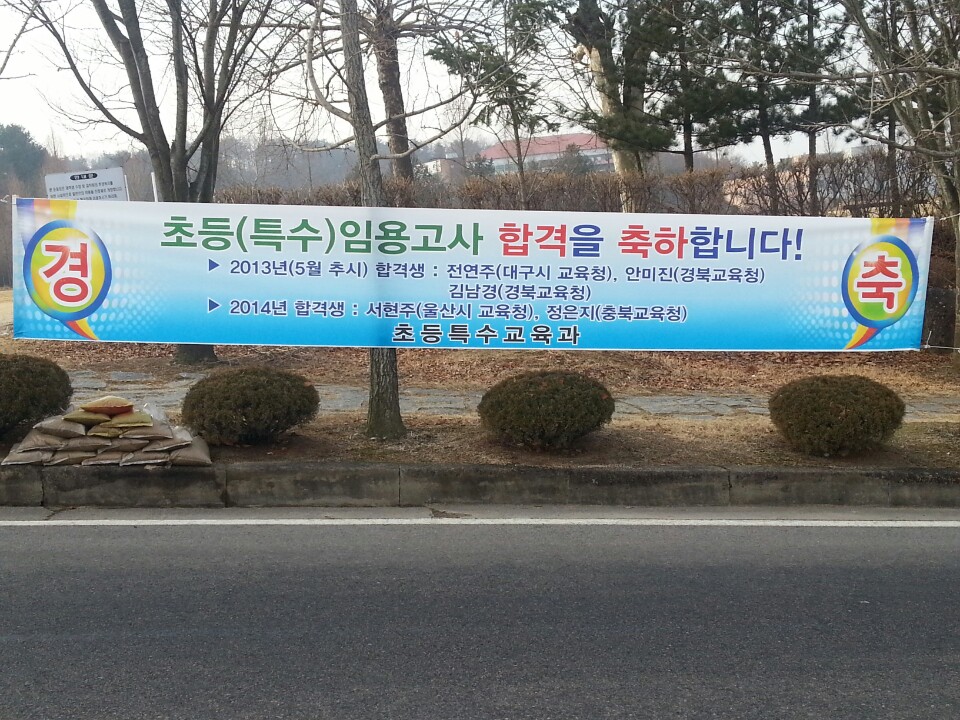 경
초등(특수)임용고사 합격을 축하합니다!
▶ 2013년(5월 추시) 합격생 : 전연주(대구시 교육청), 안미진(경북교육청)
김남경(경북교육청)
▶ 2014년 합격생 : 서현주(울산시 교육청), 정은지(충북교육청)
초등특수교육과
축